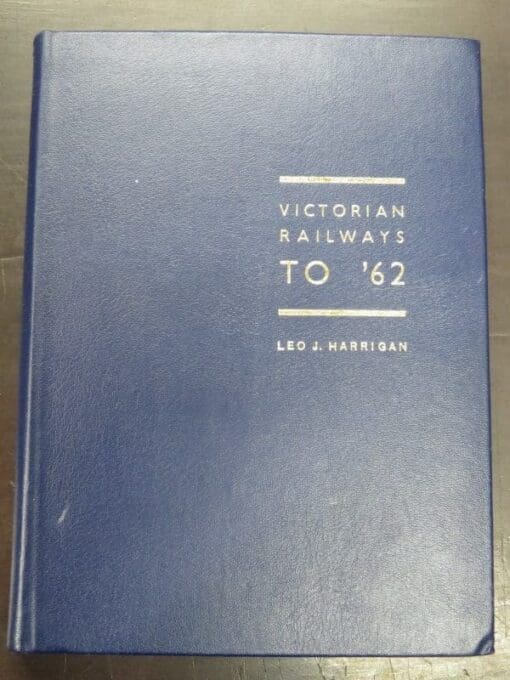 VICTORIAN
RAILWAYS
TO '62
LEO J. HARRIGAN